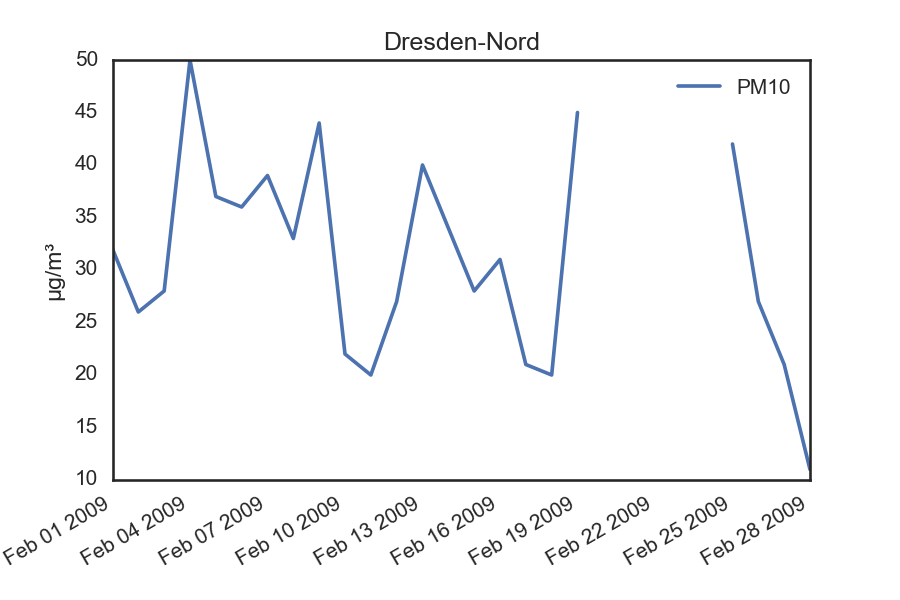 Dresden-Nord
PM10
50
45
40
35
30
25
20
15
10
µg/m³
Feb 01 2009
Feb 04 2009
Feb 07 2009
Feb 10 2009
Feb 13 2009
Feb 16 2009
Feb 19 2009
Feb 22 2009
Feb 25 2009
Feb 28 2009